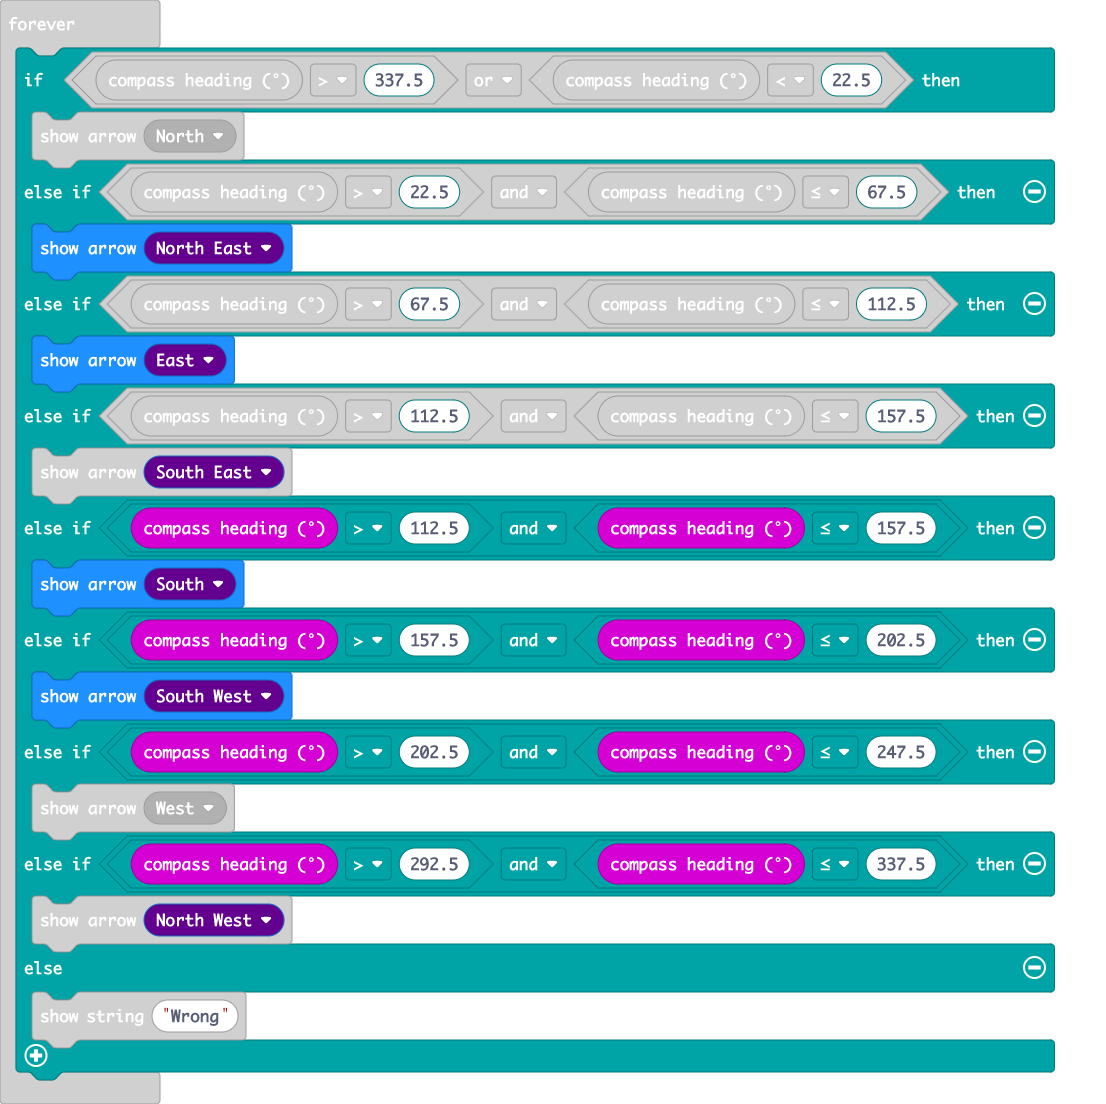 forever
if compass heading (°) > 337.5 or compass heading (°) < 22.5 then
show arrow North
else if compass heading (°) > 22.5 and compass heading (°) ≤ 67.5 then
show arrow North East
else if compass heading (°) > 67.5 and compass heading (°) ≤ 112.5 then
show arrow East
else if compass heading (°) > 112.5 and compass heading (°) ≤ 157.5 then
show arrow South East
else if compass heading (°) > 112.5 and compass heading (°) ≤ 157.5 then
show arrow South
else if compass heading (°) > 157.5 and compass heading (°) ≤ 202.5 then
show arrow South West
else if compass heading (°) > 202.5 and compass heading (°) ≤ 247.5 then
show arrow West
else if compass heading (°) > 292.5 and compass heading (°) ≤ 337.5 then
show arrow North West
else
show string "Wrong"